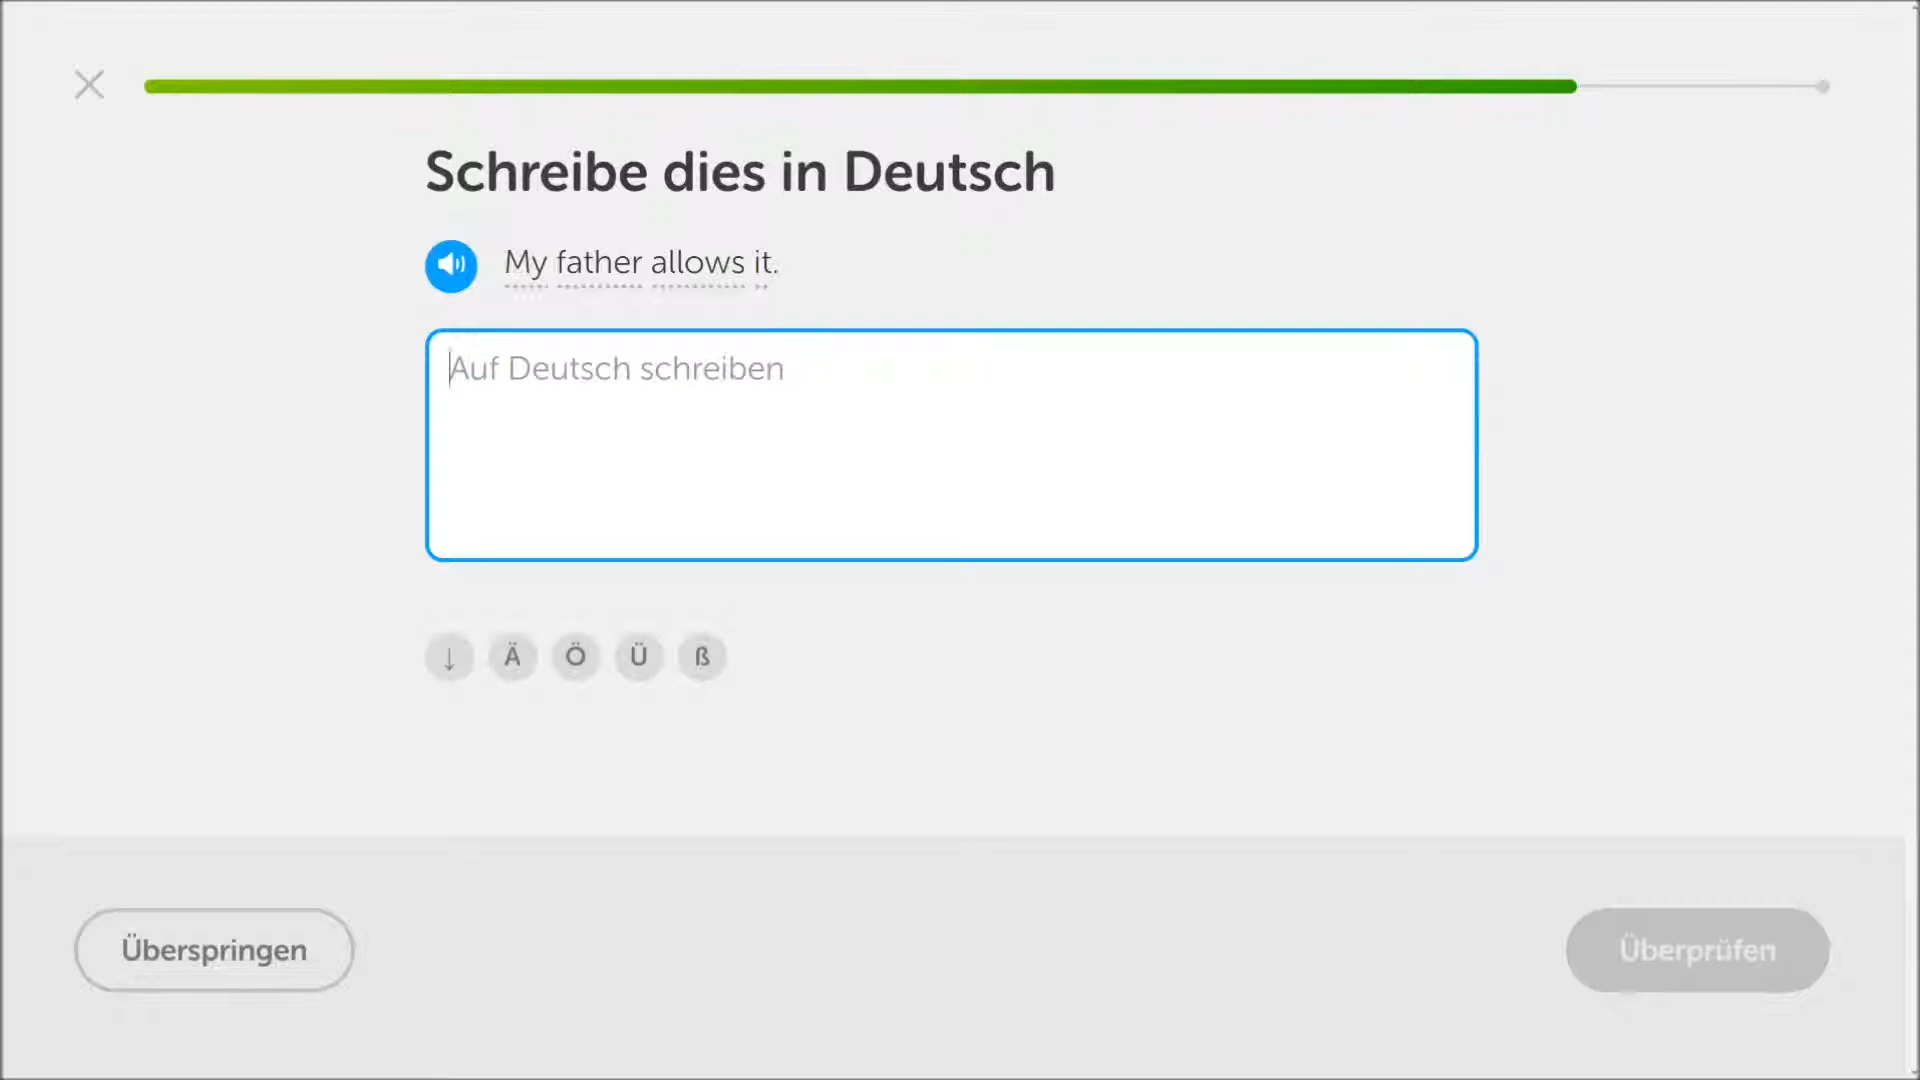 Schreibe dies in Deutsch
My father allows it.
Auf Deutsch schreiben
↓ Ä Ö Ü ß
Überspringen
Überprüfen